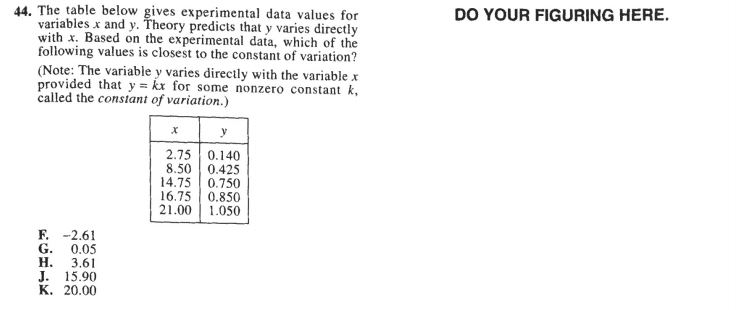 44. The table below gives experimental data values for
variables x and y. Theory predicts that y varies directly
with x. Based on the experimental data, which of the
following values is closest to the constant of variation?
(Note: The variable y varies directly with the variable x
provided that y = kx for some nonzero constant k,
called the constant of variation.)
DO YOUR FIGURING HERE.
x y
2.75 0.140
8.50 0.425
14.75 0.750
16.75 0.850
21.00 1.050
F. -2.61
G. 0.05
H. 3.61
J. 15.90
K. 20.00